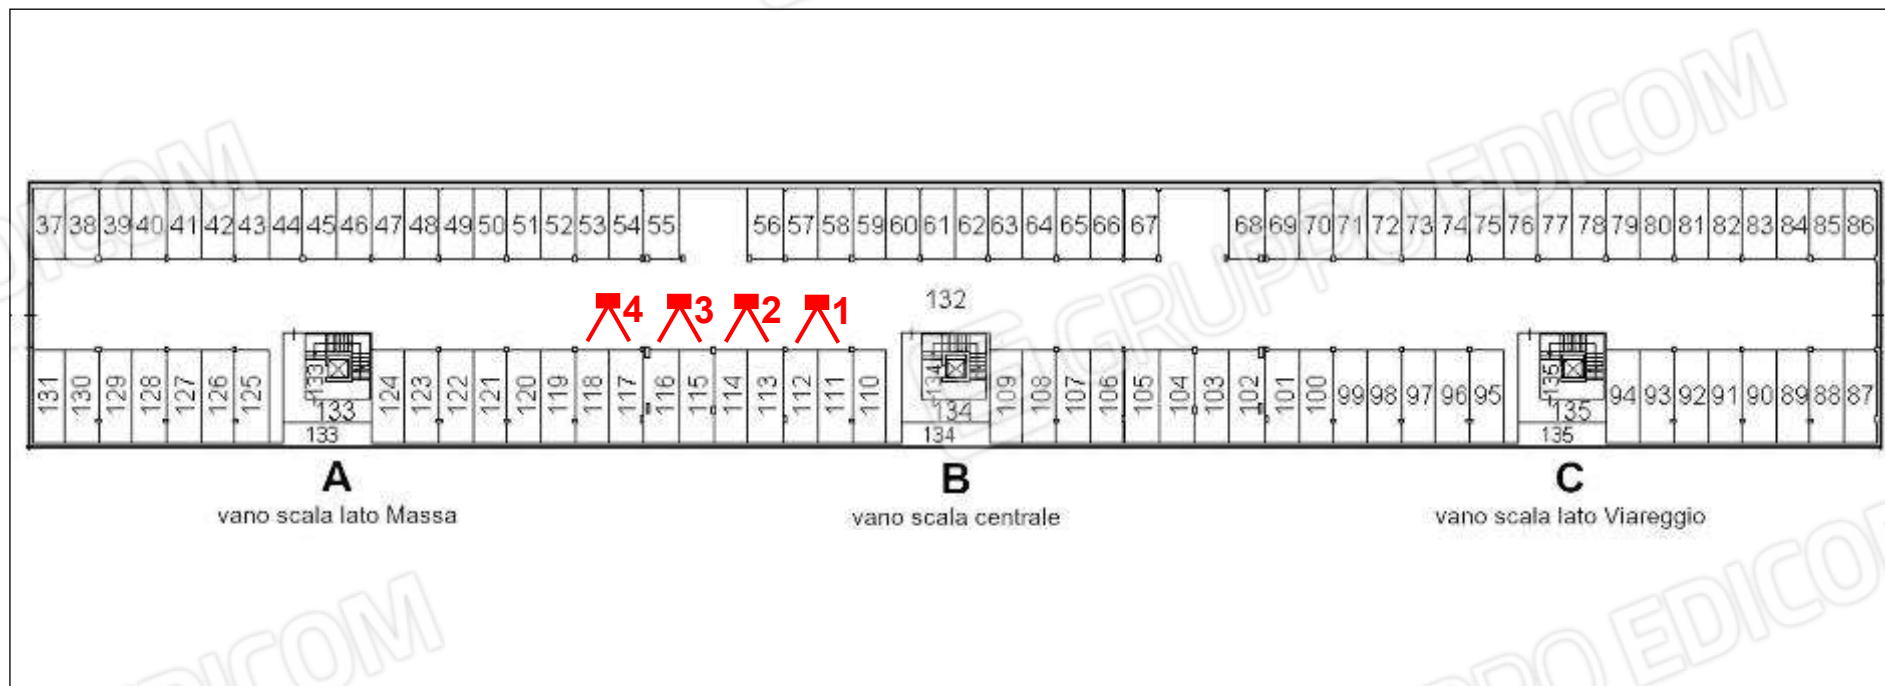 37 38 39 40 41 42 43 44 45 46 47 48 49 50 51 52 53 54 55 56 57 58 59 60 61 62 63 64 65 66 67 68 69 70 71 72 73 74 75 76 77 78 79 80 81 82 83 84 85 86
4 3 2 1 132
131 130 129 128 127 126 125 133 124 123 122 121 120 119 118 117 116 115 114 113 112 111 110 134 109 108 107 106 105 104 103 102 101 100 99 98 97 96 95 135 94 93 92 91 90 89 88 87
133 134 135
133 134 135
A B C
vano scala lato Massa vano scala centrale vano scala lato Viareggio
EDICOM
GRUPPO EDICOM
EDICOM
GRUPPO EDICOM